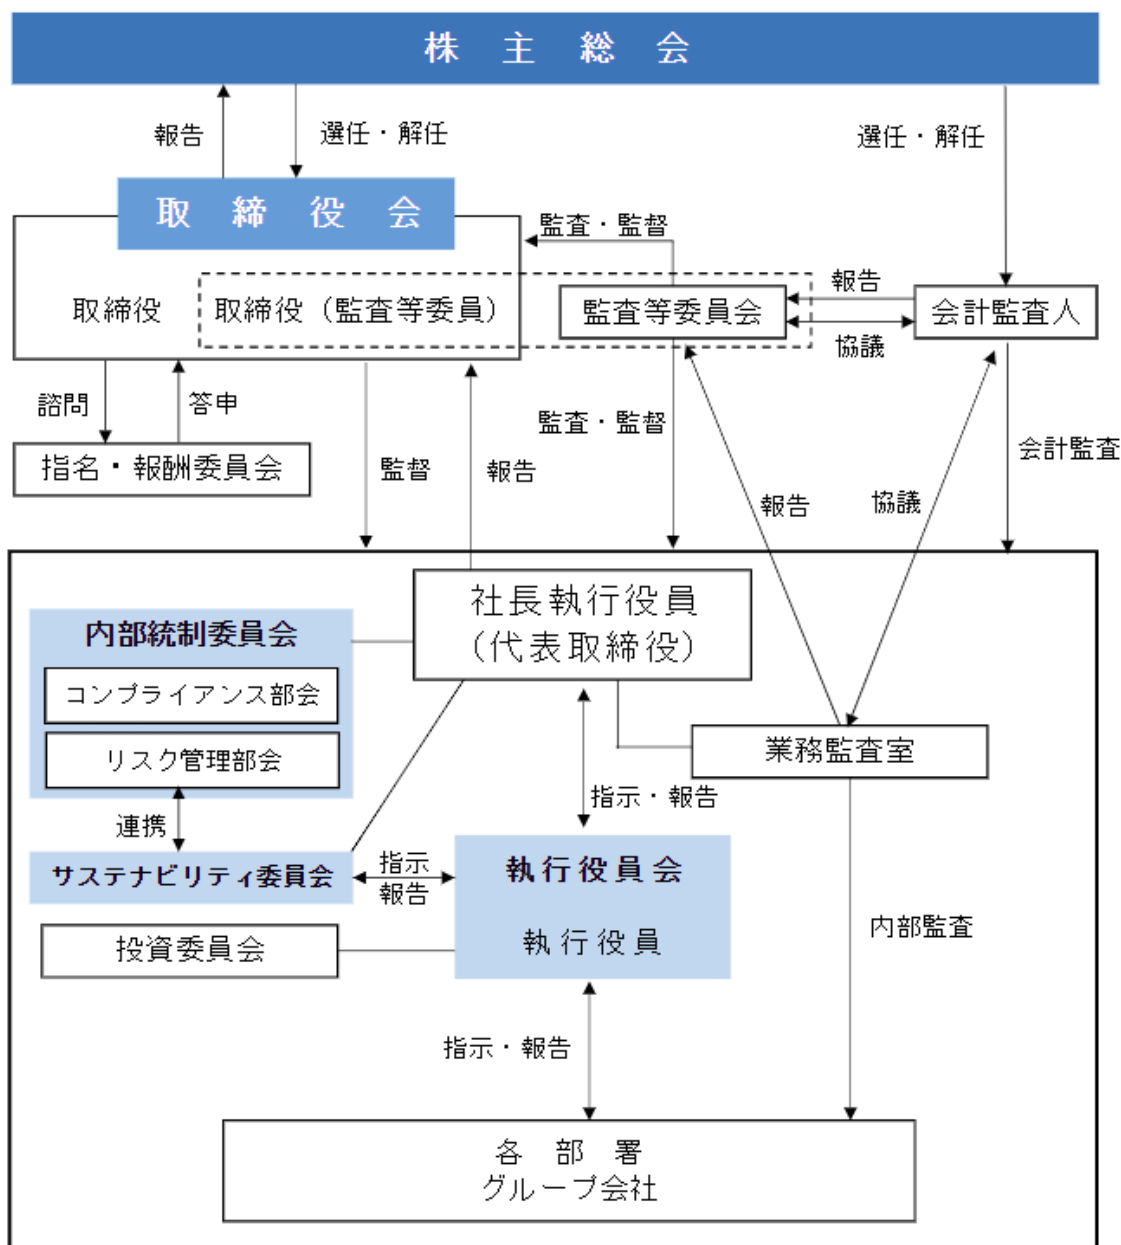 株主総会
報告
選任・解任
選任・解任
取締役会
監査・監督
取締役
取締役（監査等委員）
監査等委員会
報告
協議
会計監査人
諮問
答申
指名・報酬委員会
監督
報告
監査・監督
報告
協議
会計監査
社長執行役員
（代表取締役）
内部統制委員会
コンプライアンス部会
リスク管理部会
業務監査室
連携
指示・報告
サステナビリティ委員会
指示
報告
執行役員会
執行役員
投資委員会
内部監査
指示・報告
各部署
グループ会社